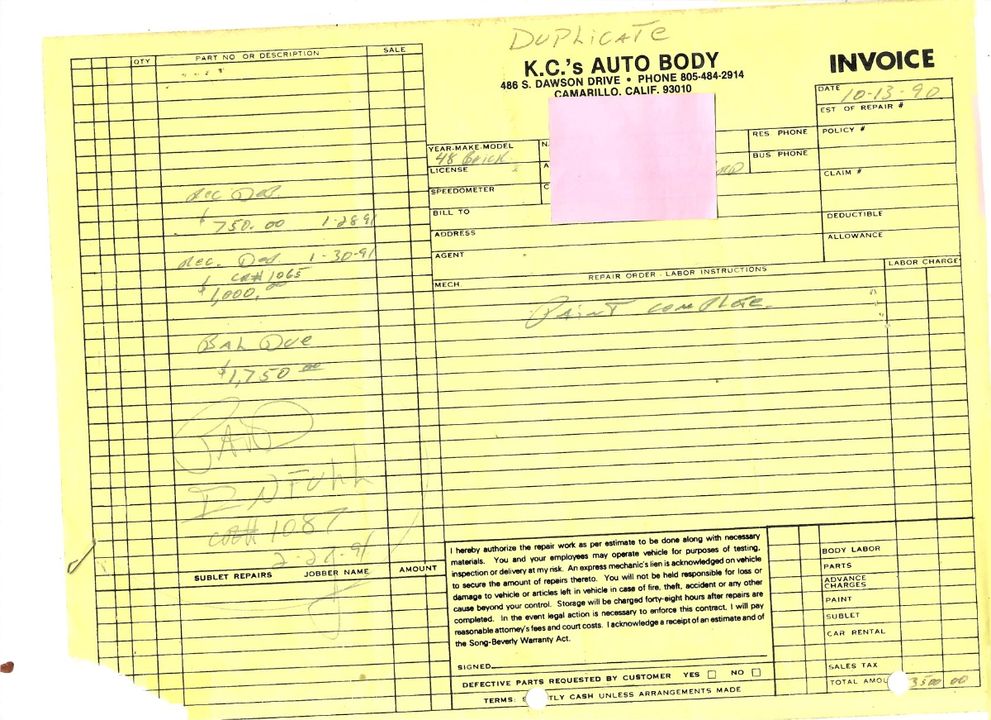 DUPLICATE
K.C.'s AUTO BODY
486 S. DAWSON DRIVE • PHONE 805-484-2914
CAMARILLO, CALIF. 93010
INVOICE
DATE 10-13-90
EST OF REPAIR #
QTY PART NO OR DESCRIPTION SALE
YEAR-MAKE-MODEL
48 Buick
LICENSE
SPEEDOMETER
RES. PHONE
BUS PHONE
POLICY #
CLAIM #
DEDUCTIBLE
ALLOWANCE
BILL TO
ADDRESS
AGENT
MECH.
REPAIR ORDER - LABOR INSTRUCTIONS
LABOR CHARGE
Paint complete
Rec Dep
$750.00 1-28-91
Rec. Dep 1-30-91
CK# 1065
$1,000.00
BAL Due
$1,750.00
PAID
IN FULL
CK# 1087
SUBLET REPAIRS JOBBER NAME AMOUNT
I hereby authorize the repair work as per estimate to be done along with necessary
materials. You and your employees may operate vehicle for purposes of testing,
inspection or delivery at my risk. An express mechanic's lien is acknowledged on vehicle
to secure the amount of repairs thereto. You will not be held responsible for loss or
damage to vehicle or articles left in vehicle in case of fire, theft, accident or any other
cause beyond your control. Storage will be charged forty-eight hours after repairs are
completed. In the event legal action is necessary to enforce this contract, I will pay
reasonable attorney's fees and court costs. I acknowledge a receipt of an estimate and of
the Song-Beverly Warranty Act.
SIGNED
DEFECTIVE PARTS REQUESTED BY CUSTOMER YES NO
TERMS: CASH UNLESS ARRANGEMENTS MADE
BODY LABOR
PARTS
ADVANCE
CHARGES
PAINT
SUBLET
CAR RENTAL
SALES TAX
TOTAL 3500 00